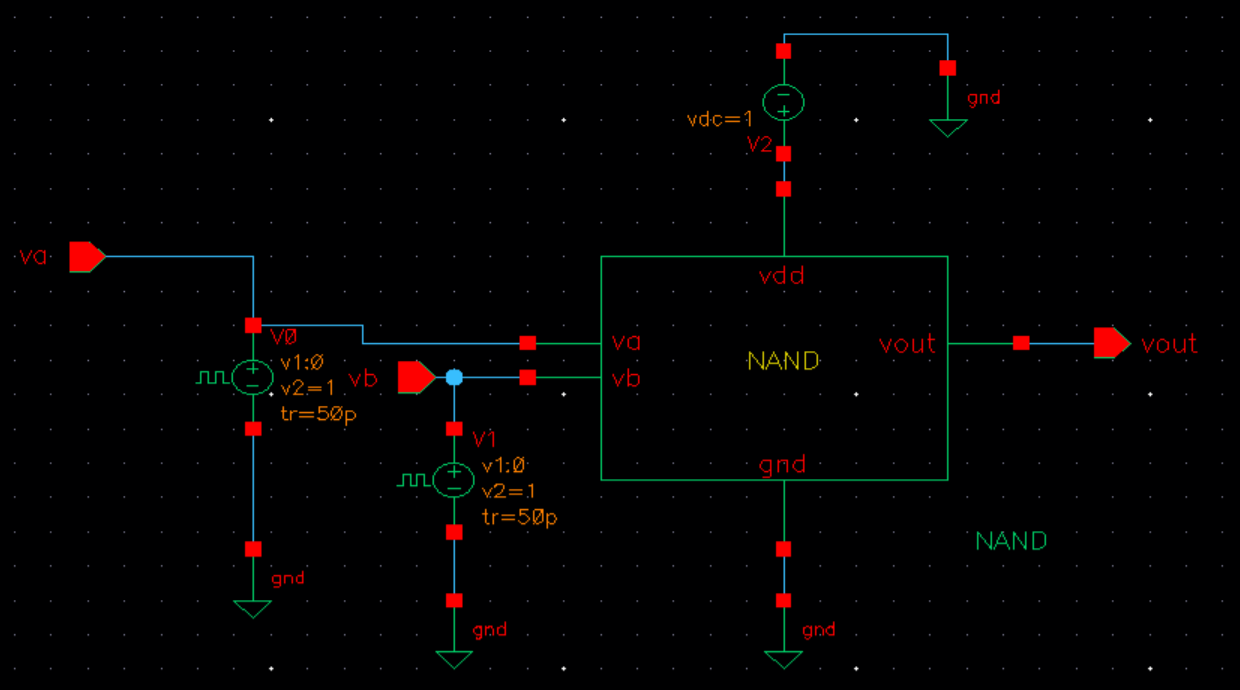 gnd
vdc=1
V2
va
vdd
V0
va
vout
vout
v1:0
NAND
vb
vb
v2=1
tr=50p
V1
v1:0
gnd
v2=1
tr=50p
NAND
gnd
gnd
gnd